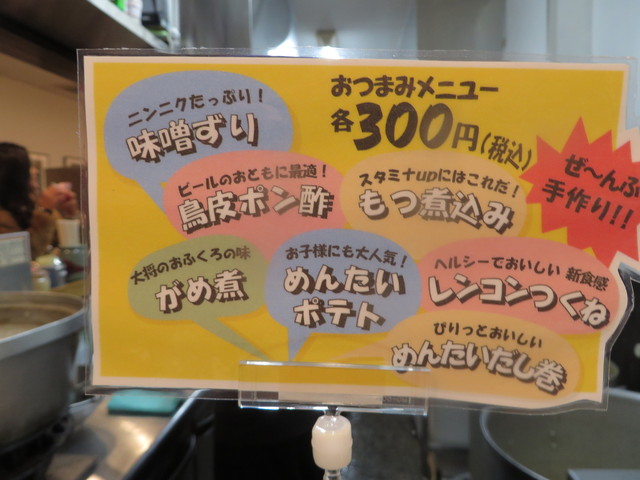 おつまみメニュー
各300円(税込)
ニンニクたっぷり！
味噌ずり
ぜ〜んぶ
手作り!!
ビールのおともに最適！
鳥皮ポン酢
スタミナupにはこれだ！
もつ煮込み
大将のおふくろの味
がめ煮
お子様にも大人気！
めんたい
ポテト
ヘルシーでおいしい 新食感
レンコンつくね
ぴりっとおいしい
めんたいだし巻